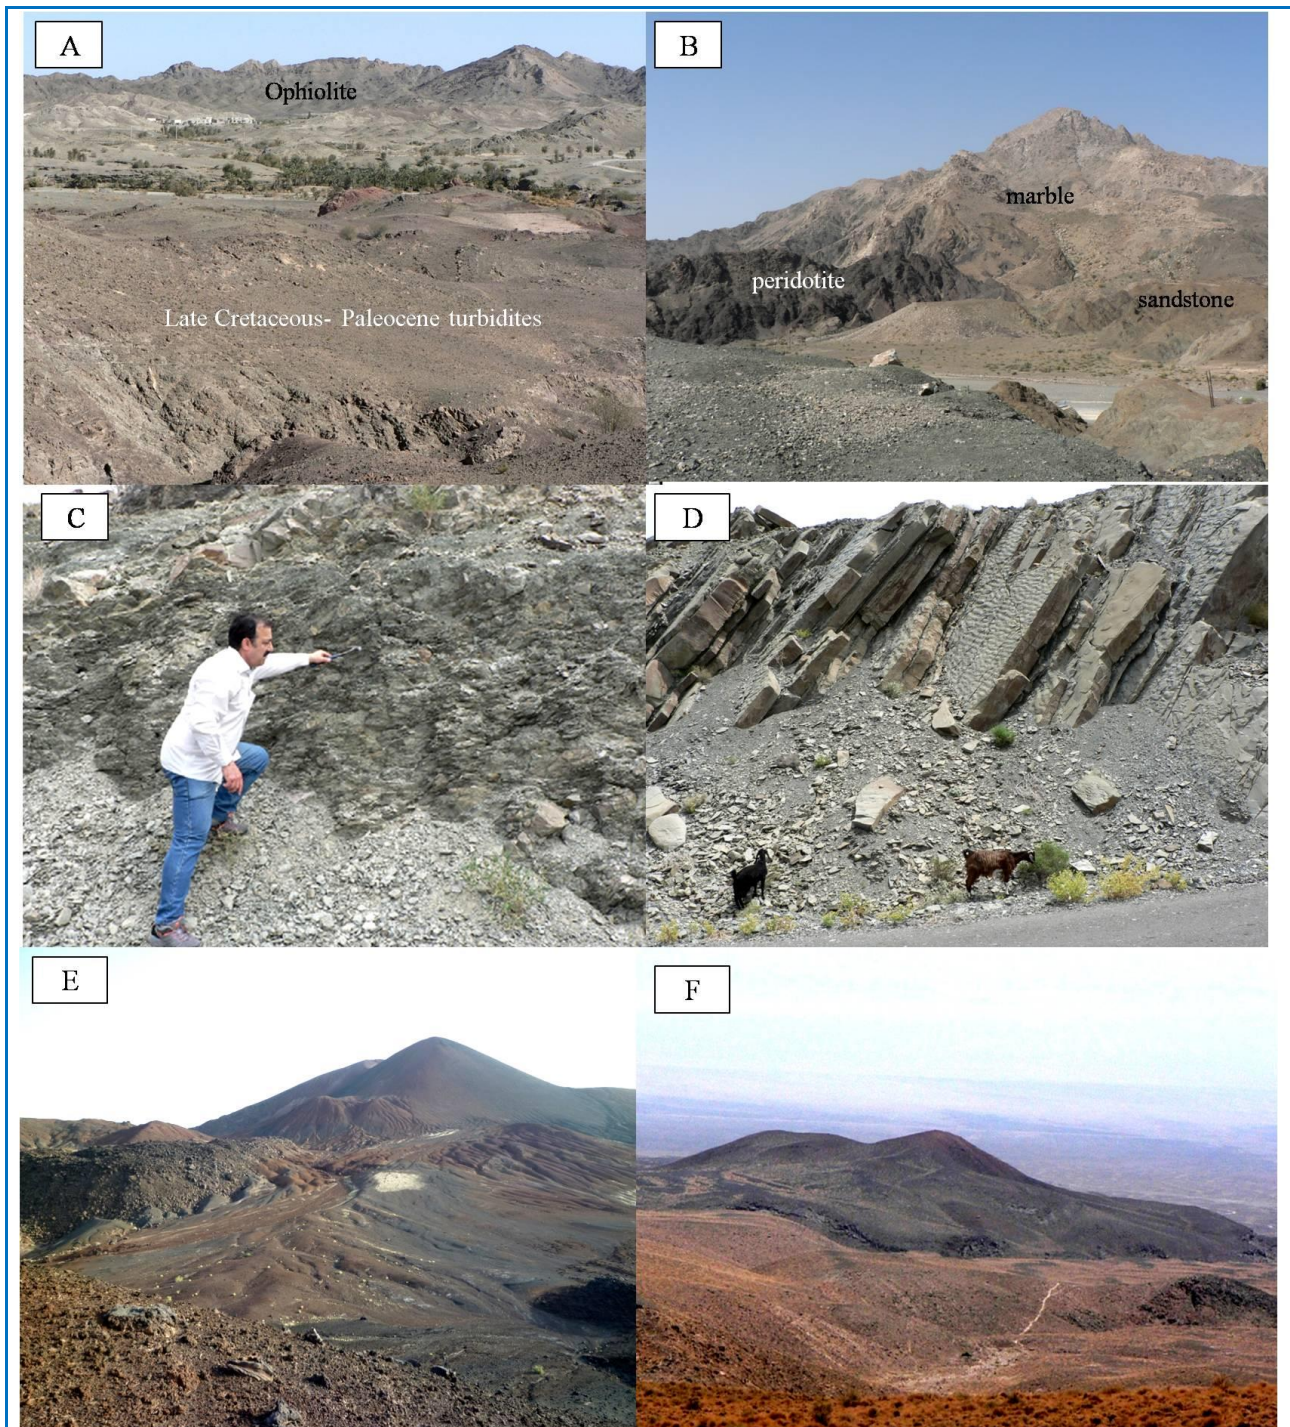 A
Ophiolite
Late Cretaceous- Paleocene turbidites
B
marble
peridotite
sandstone
C
D
E
F